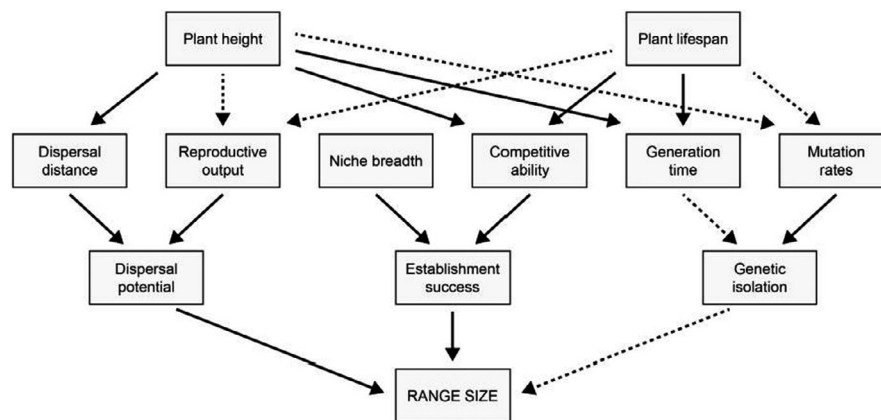 Plant height
Plant lifespan
Dispersal
distance
Reproductive
output
Niche breadth
Competitive
ability
Generation
time
Mutation
rates
Dispersal
potential
Establishment
success
Genetic
isolation
RANGE SIZE